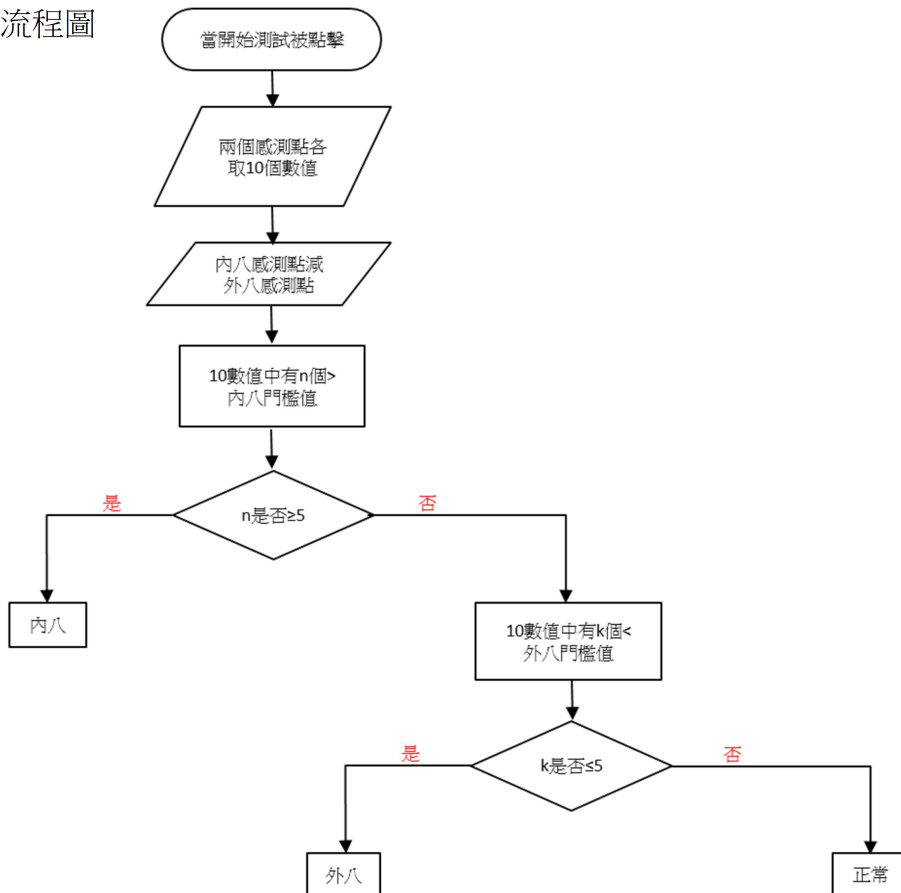 流程圖
當開始測試被點擊
兩個感測點各
取10個數值
內八感測點減
外八感測點
10數值中有n個>
內八門檻值
n是否≥5
是
否
內八
10數值中有k個<
外八門檻值
k是否≤5
是
否
外八
正常